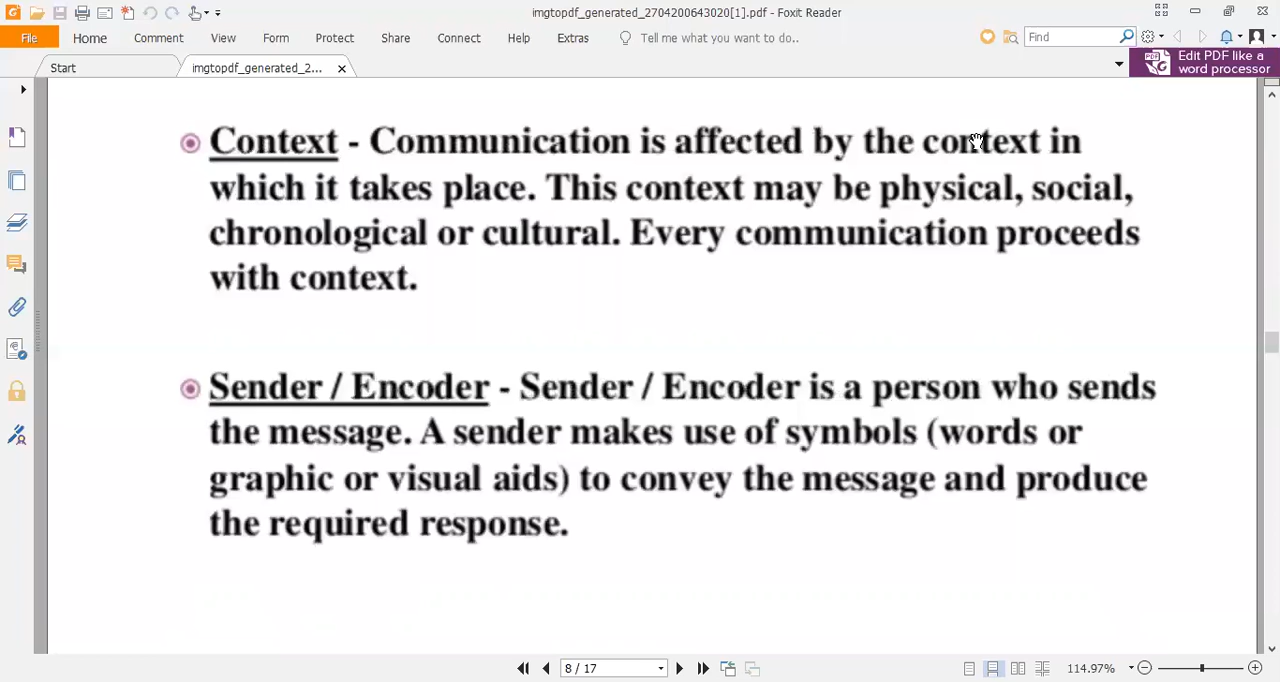 imgtopdf_generated_2704200643020[1].pdf - Foxit Reader
File Home Comment View Form Protect Share Connect Help Extras Tell me what you want to do.. Find
Start imgtopdf_generated_2... Edit PDF like a
word processor
Context - Communication is affected by the context in
which it takes place. This context may be physical, social,
chronological or cultural. Every communication proceeds
with context.
Sender / Encoder - Sender / Encoder is a person who sends
the message. A sender makes use of symbols (words or
graphic or visual aids) to convey the message and produce
the required response.
8 / 17 114.97%